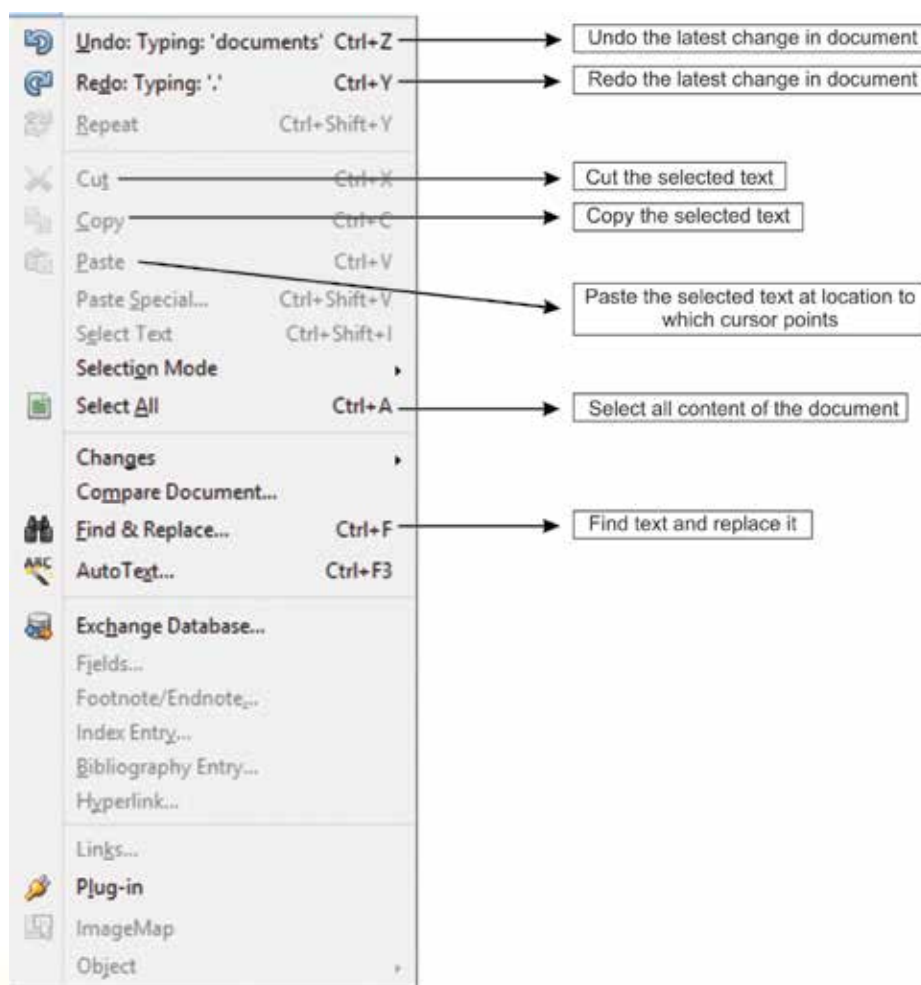 Undo: Typing: 'documents' Ctrl+Z Undo the latest change in document
Redo: Typing: '.' Ctrl+Y Redo the latest change in document
Repeat Ctrl+Shift+Y
Cut Ctrl+X Cut the selected text
Copy Ctrl+C Copy the selected text
Paste Ctrl+V
Paste the selected text at location to
which cursor points
Paste Special... Ctrl+Shift+V
Select Text Ctrl+Shift+I
Selection Mode
Select All Ctrl+A Select all content of the document
Changes
Compare Document...
Find & Replace... Ctrl+F Find text and replace it
ABC
AutoText... Ctrl+F3
Exchange Database...
Fields...
Footnote/Endnote...
Index Entry...
Bibliography Entry...
Hyperlink...
Links...
Plug-in
ImageMap
Object